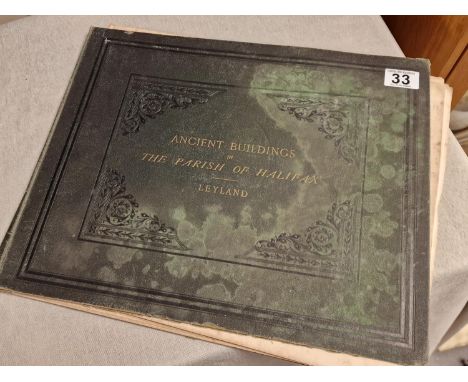 33
ANCIENT BUILDINGS
IN
THE PARISH OF HALIFAX
LEYLAND